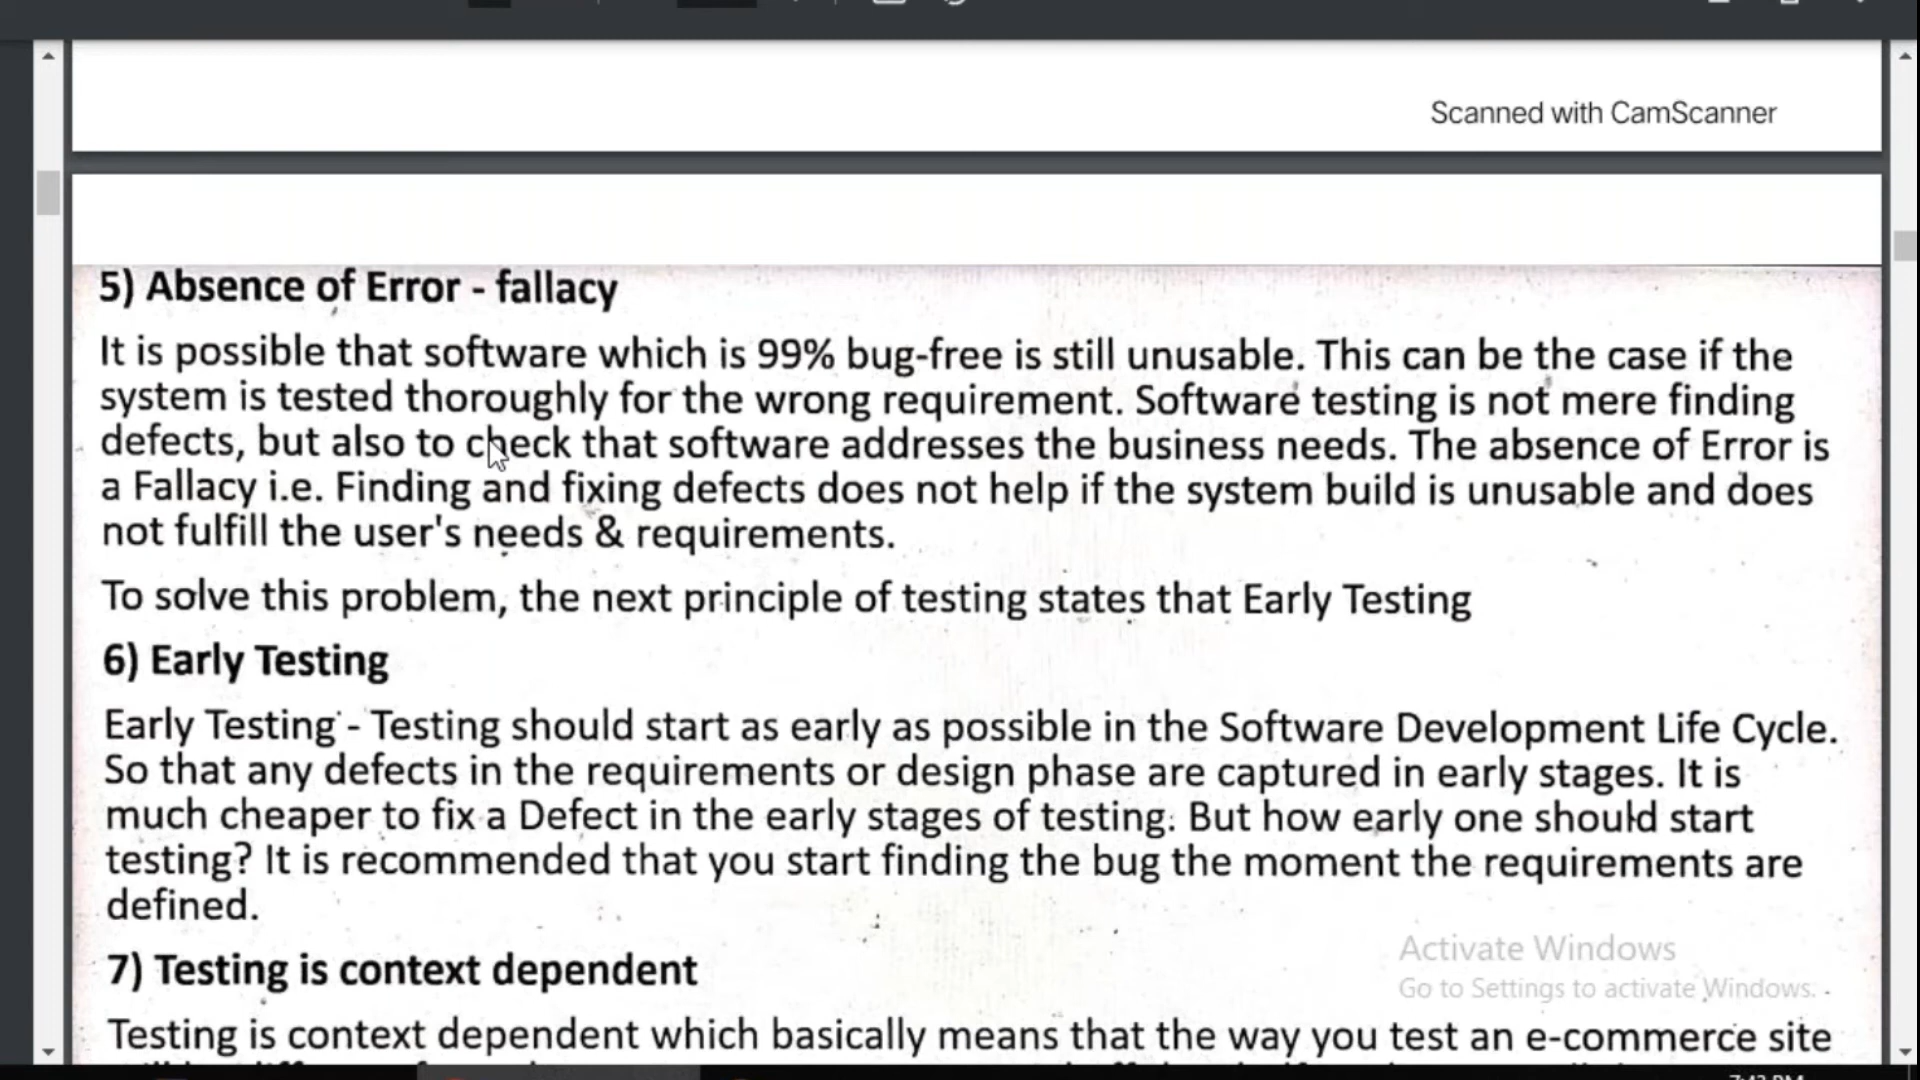 Scanned with CamScanner
5) Absence of Error - fallacy
It is possible that software which is 99% bug-free is still unusable. This can be the case if the
system is tested thoroughly for the wrong requirement. Software testing is not mere finding
defects, but also to check that software addresses the business needs. The absence of Error is
a Fallacy i.e. Finding and fixing defects does not help if the system build is unusable and does
not fulfill the user's needs & requirements.
To solve this problem, the next principle of testing states that Early Testing
6) Early Testing
Early Testing - Testing should start as early as possible in the Software Development Life Cycle.
So that any defects in the requirements or design phase are captured in early stages. It is
much cheaper to fix a Defect in the early stages of testing. But how early one should start
testing? It is recommended that you start finding the bug the moment the requirements are
defined.
7) Testing is context dependent
Activate Windows
Go to Settings to activate Windows.
Testing is context dependent which basically means that the way you test an e-commerce site